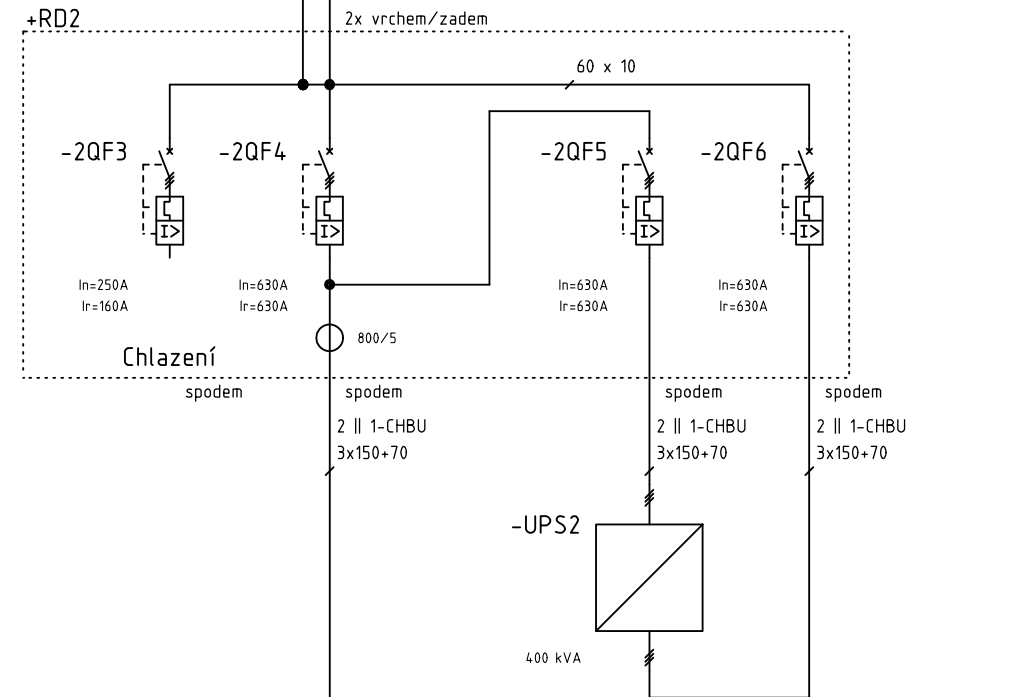 +RD2
2x vrchem/zadem
60 x 10
-2QF3
-2QF4
-2QF5
-2QF6
I>
I>
I>
I>
In=250A
Ir=160A
In=630A
Ir=630A
In=630A
Ir=630A
In=630A
Ir=630A
800/5
Chlazení
spodem
spodem
spodem
spodem
2 || 1-CHBU
3x150+70
2 || 1-CHBU
3x150+70
2 || 1-CHBU
3x150+70
-UPS2
400 kVA